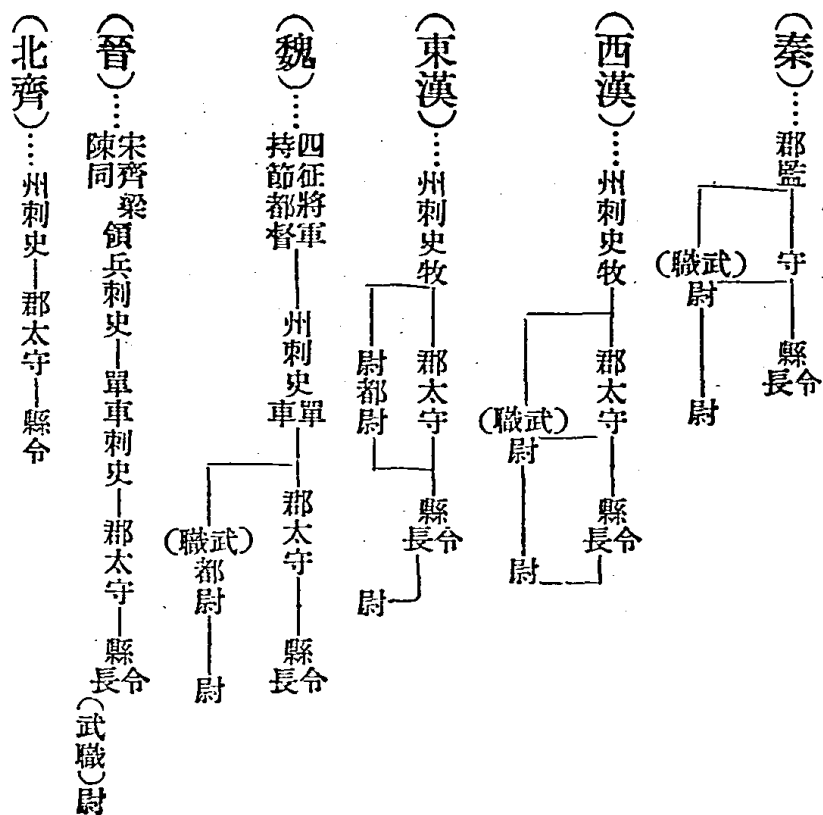 (秦)……郡監 守 縣令長
(武職)尉 尉
(西漢)……州刺史牧 郡太守 縣令長
(武職)尉 尉
(東漢)……州刺史牧 郡太守 縣令長
尉都尉 尉
(魏)……四征將軍持節都督 州刺史單車 郡太守 縣令長
(武職)都尉 尉
(晉)……宋齊梁陳同 領兵刺史 單車刺史 郡太守 縣令長 (武職)尉
(北齊)……州刺史 郡太守 縣令